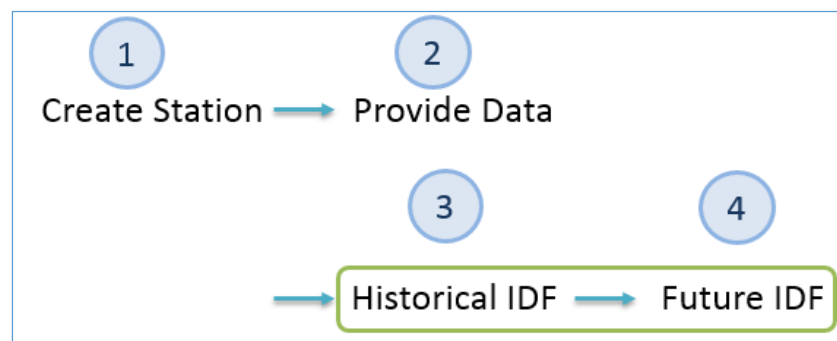 1 2
Create Station Provide Data
3 4
Historical IDF Future IDF